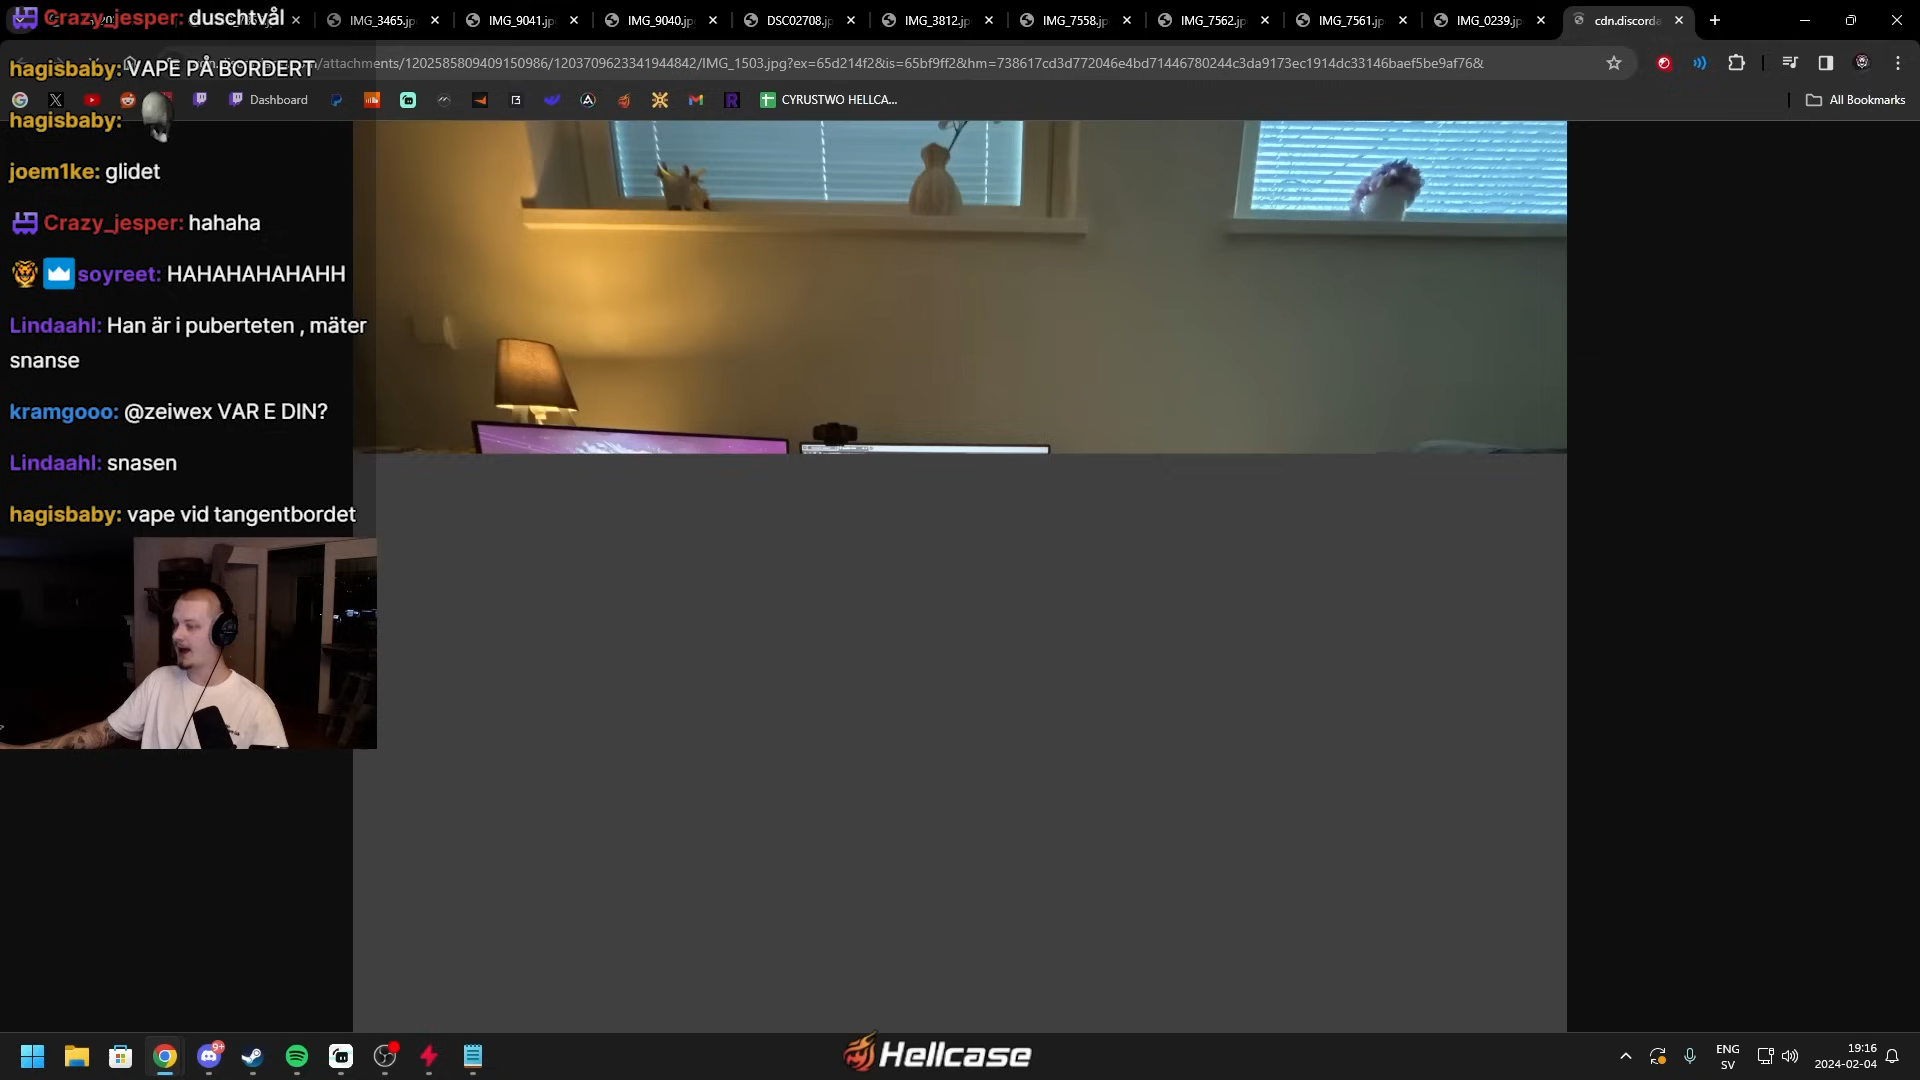 Crazy_jesper: duschtvål
IMG_3465.jp
IMG_9041.jp
IMG_9040.jp
DSC02708.jp
IMG_3812.jp
IMG_7558.jp
IMG_7562.jp
IMG_7561.jp
IMG_0239.jp
cdn.discorda
hagisbaby: VAPE PÅ BORDERT
/attachments/1202585809409150986/1203709623341944842/IMG_1503.jpg?ex=65d214f2&is=65bf9ff2&hm=738617cd3d772046e4bd71446780244c3da9173ec1914dc33146baef5be9af76&
Dashboard
CYRUSTWO HELLCA...
All Bookmarks
hagisbaby:
joem1ke: glidet
Crazy_jesper: hahaha
soyreet: HAHAHAHAHAHH
Lindaahl: Han är i puberteten , mäter
snanse
kramgooo: @zeiwex VAR E DIN?
Lindaahl: snasen
hagisbaby: vape vid tangentbordet
9+
Hellcase
ENG
SV
19:16
2024-02-04